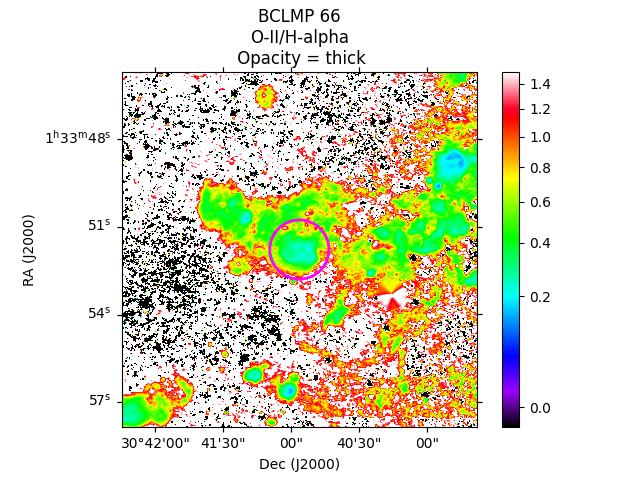 BCLMP 66
O-II/H-alpha
Opacity = thick
1.4
1.2
1.0
0.8
0.6
0.4
0.2
0.0
1ʰ33ᵐ48ˢ
51ˢ
54ˢ
57ˢ
RA (J2000)
30°42'00" 41'30" 00" 40'30" 00"
Dec (J2000)